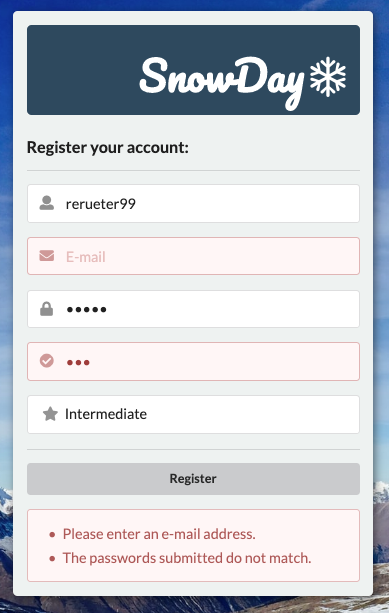 SnowDay
Register your account:
rerueter99
E-mail
•••••
•••
Intermediate
Register
• Please enter an e-mail address.
• The passwords submitted do not match.